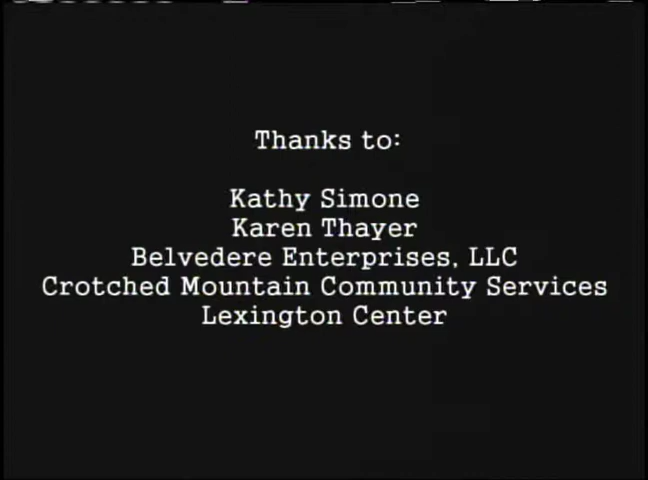 Thanks to:
Kathy Simone
Karen Thayer
Belvedere Enterprises, LLC
Crotched Mountain Community Services
Lexington Center